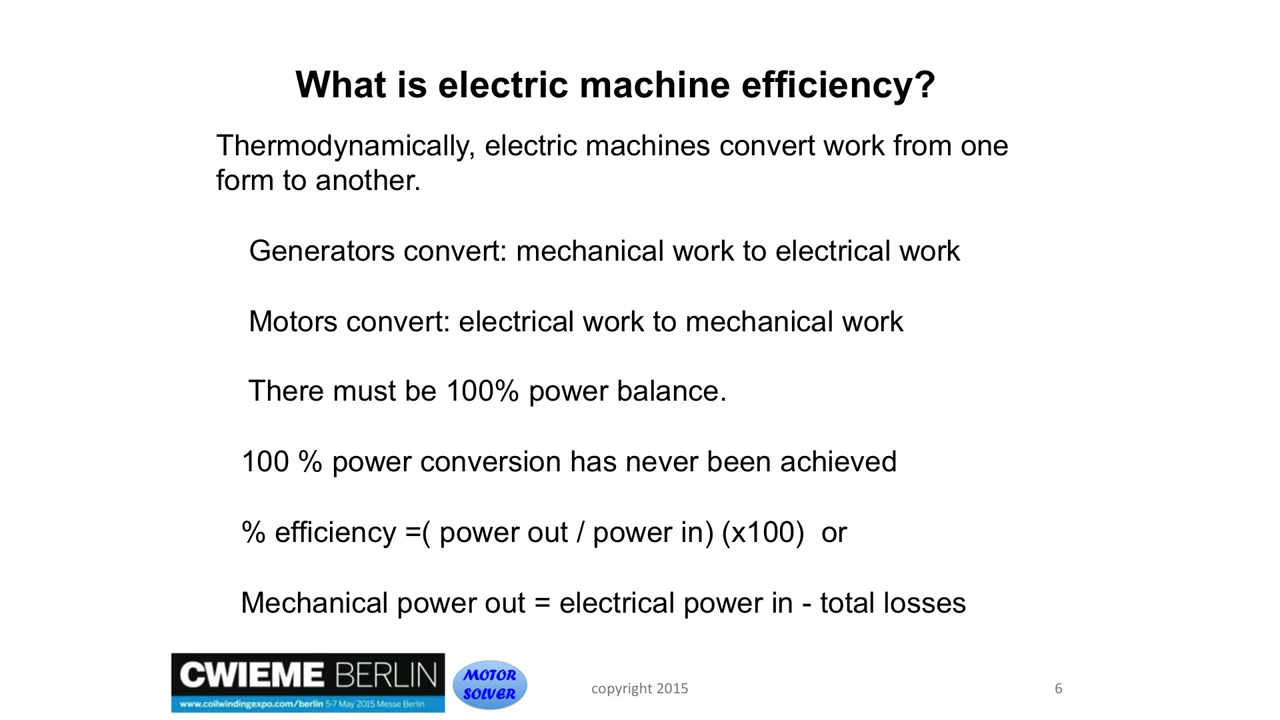 What is electric machine efficiency?
Thermodynamically, electric machines convert work from one
form to another.
Generators convert: mechanical work to electrical work
Motors convert: electrical work to mechanical work
There must be 100% power balance.
100 % power conversion has never been achieved
% efficiency =( power out / power in) (x100)  or
Mechanical power out = electrical power in - total losses
CWIEME BERLIN
www.coilwindingexpo.com/berlin 5-7 May 2015 Messe Berlin
MOTOR
SOLVER
copyright 2015
6